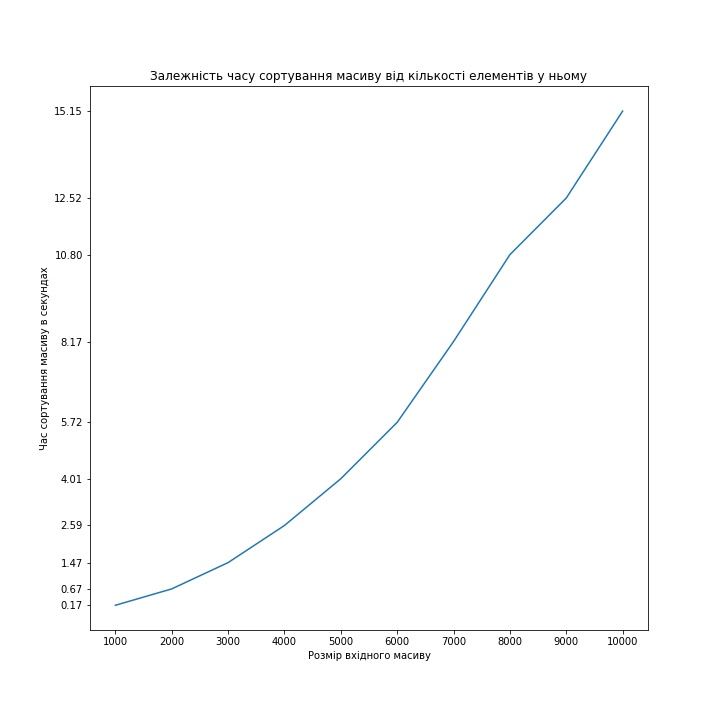 Залежність часу сортування масиву від кількості елементів у ньому
Час сортування масиву в секундах
15.15
12.52
10.80
8.17
5.72
4.01
2.59
1.47
0.67
0.17
1000 2000 3000 4000 5000 6000 7000 8000 9000 10000
Розмір вхідного масиву